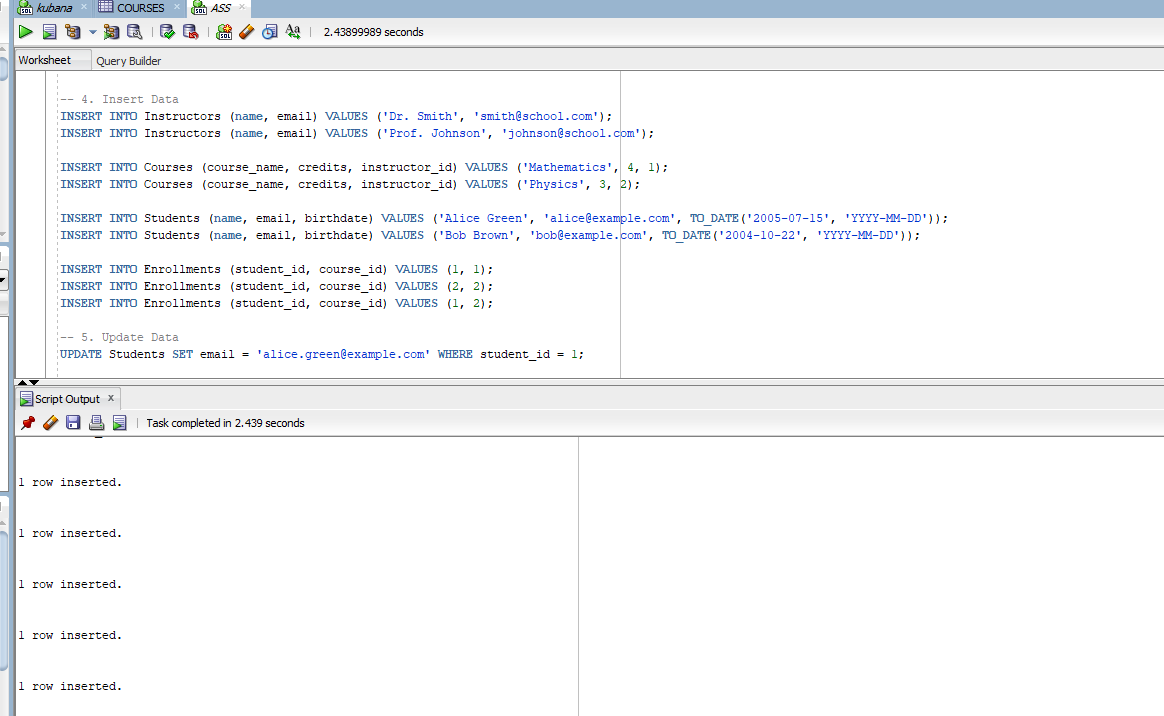 kubana COURSES ASS
2.43899989 seconds
Worksheet Query Builder
-- 4. Insert Data
INSERT INTO Instructors (name, email) VALUES ('Dr. Smith', 'smith@school.com');
INSERT INTO Instructors (name, email) VALUES ('Prof. Johnson', 'johnson@school.com');
INSERT INTO Courses (course_name, credits, instructor_id) VALUES ('Mathematics', 4, 1);
INSERT INTO Courses (course_name, credits, instructor_id) VALUES ('Physics', 3, 2);
INSERT INTO Students (name, email, birthdate) VALUES ('Alice Green', 'alice@example.com', TO_DATE('2005-07-15', 'YYYY-MM-DD'));
INSERT INTO Students (name, email, birthdate) VALUES ('Bob Brown', 'bob@example.com', TO_DATE('2004-10-22', 'YYYY-MM-DD'));
INSERT INTO Enrollments (student_id, course_id) VALUES (1, 1);
INSERT INTO Enrollments (student_id, course_id) VALUES (2, 2);
INSERT INTO Enrollments (student_id, course_id) VALUES (1, 2);
-- 5. Update Data
UPDATE Students SET email = 'alice.green@example.com' WHERE student_id = 1;
Script Output x
Task completed in 2.439 seconds
1 row inserted.
1 row inserted.
1 row inserted.
1 row inserted.
1 row inserted.